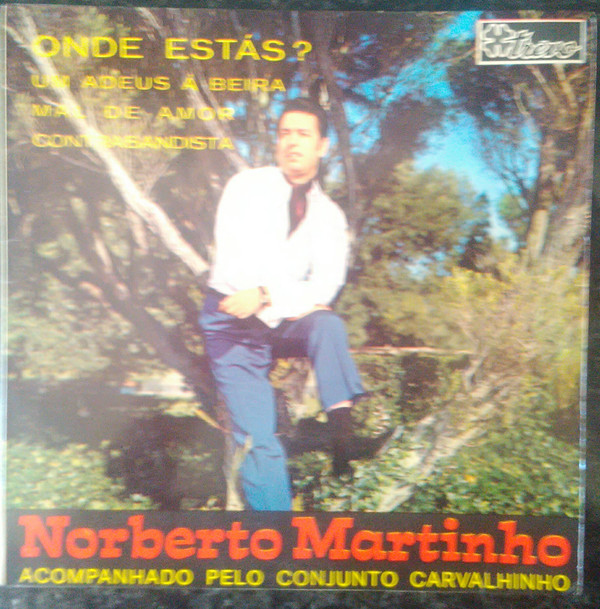 ONDE ESTÁS?
UM ADEUS Á BEIRA
MAL DE AMOR
CONTRABANDISTA
Norberto Martinho
ACOMPANHADO PELO CONJUNTO CARVALHINHO